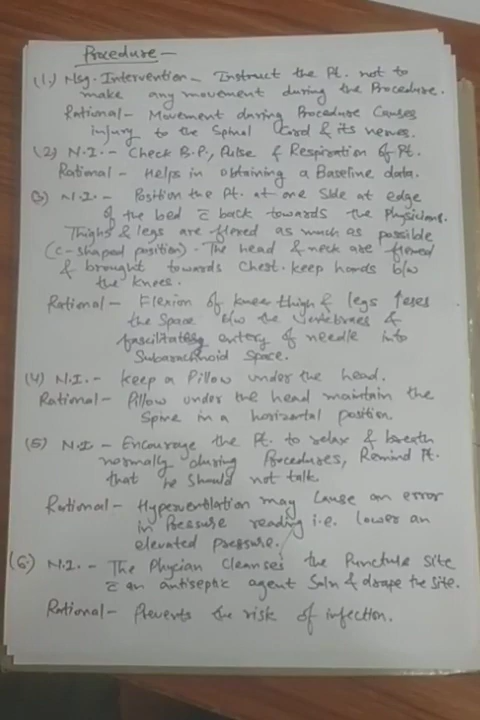 Procedure -
(1.) Nsg. Intervention - Instruct the Pt. not to
make any movement during the Procedure.
Rational - Movement during Procedure Causes
injury to the Spinal Cord & its nerves.
(2) N.I. - Check B.P., Pulse & Respiration of Pt.
Rational - Helps in obtaining a Baseline data.
(3) N.I. - Position the Pt. at one Side at edge
of the bed c̅ back towards the Physicians.
Thighs & legs are flexed as much as possible
(C-shaped position). The head & neck are flexed
& brought towards Chest. keep hands b/w
the knees.
Rational - Flexion of knee thigh & legs ↑eses
the Space b/w the Vertebraes &
fascilitates entery of needle into
Subarachnoid Space.
(4) N.I. - keep a Pillow under the head.
Rational - Pillow under the head maintain the
Spine in a horizontal position.
(5) N.I - Encourage the Pt. to relax & breath
normally during Procedures, Remind Pt.
that he Should not talk.
Rational - Hyperventilation may Cause an error
in Pressure reading i.e. lower an
elevated pressure.
(6) N.I. - The Phycian Cleanses the Puncture Site
c̅ an antiseptic agent Soln & drape the site.
Rational - Prevents the risk of infection.